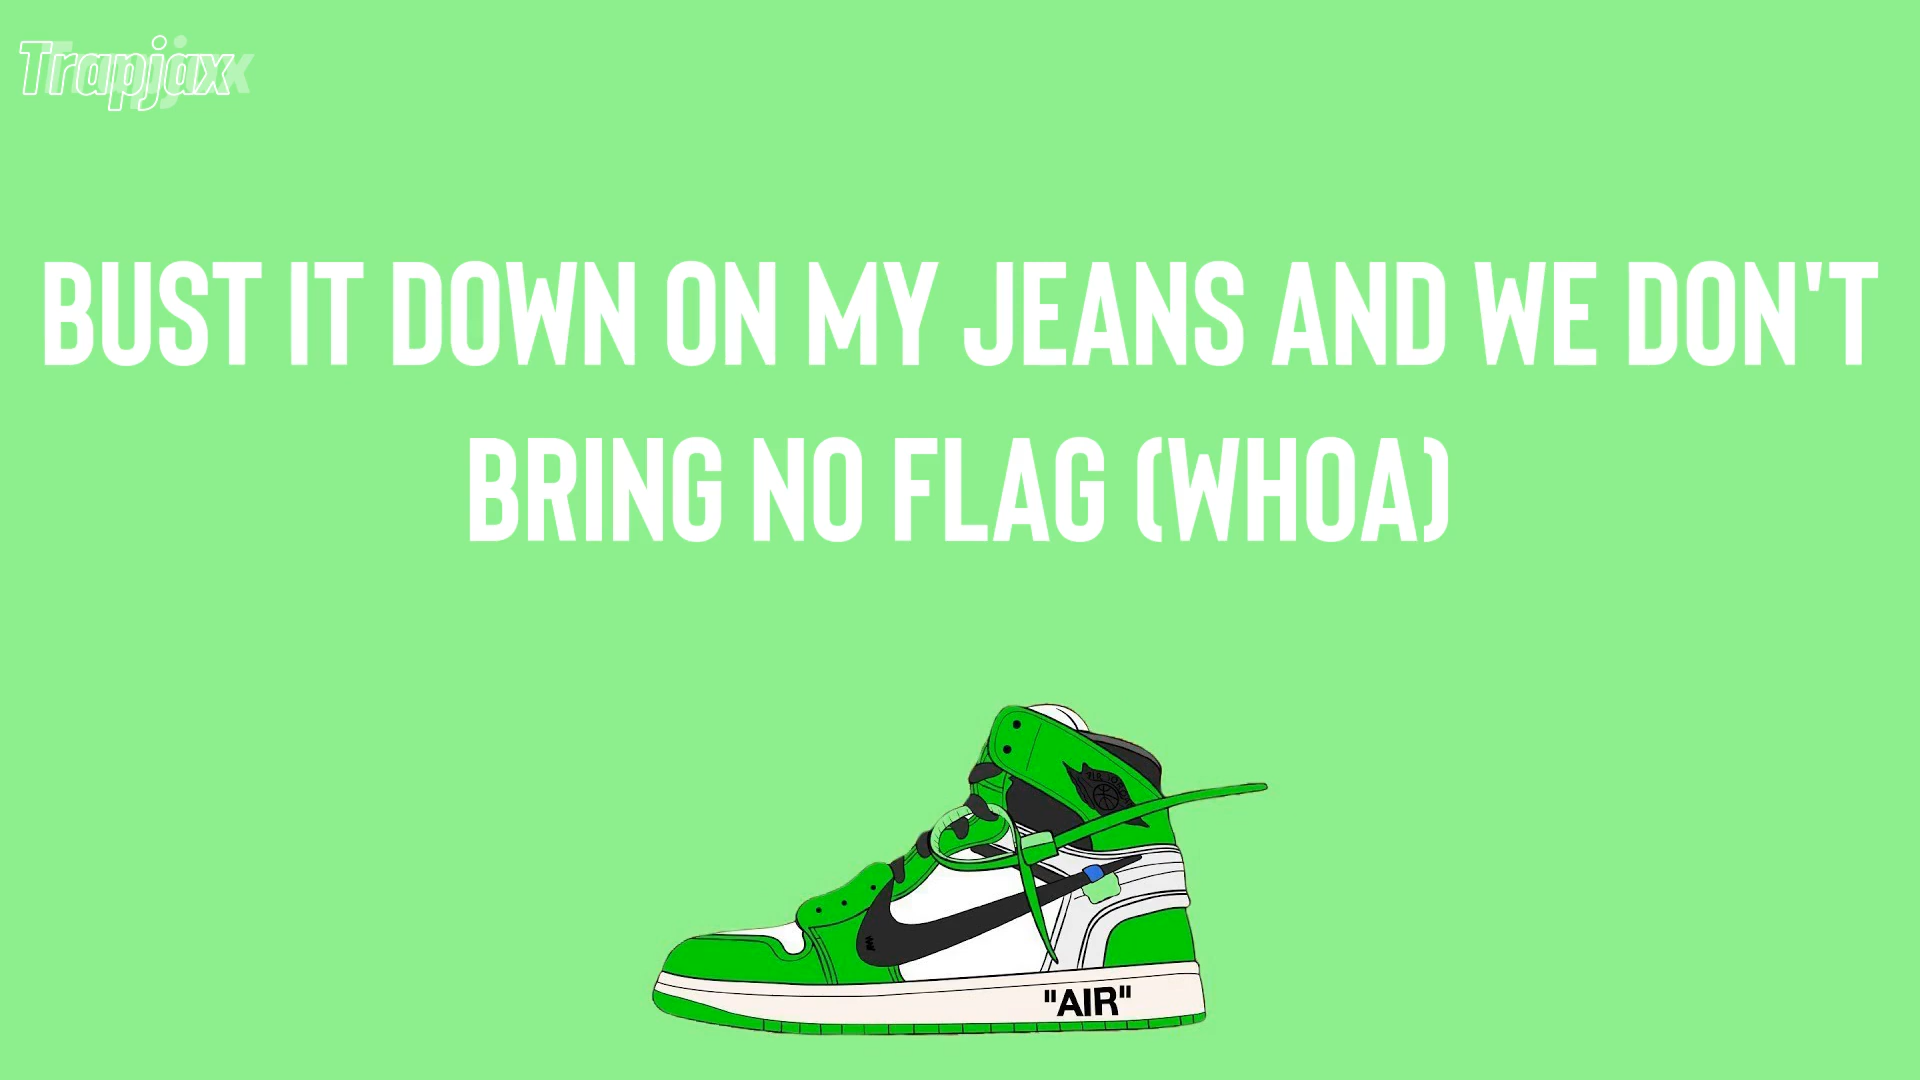 Trapjax
BUST IT DOWN ON MY JEANS AND WE DON'T
BRING NO FLAG (WHOA)
"AIR"